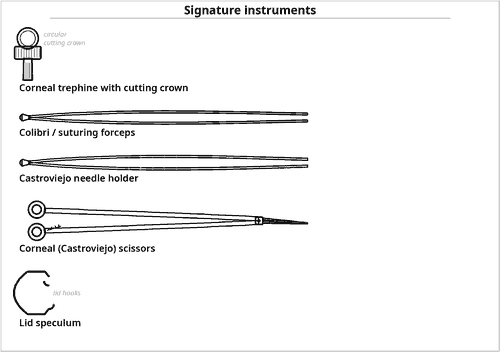 Signature instruments
circular
cutting crown
Corneal trephine with cutting crown
Colibri / suturing forceps
Castroviejo needle holder
Corneal (Castroviejo) scissors
lid hooks
Lid speculum